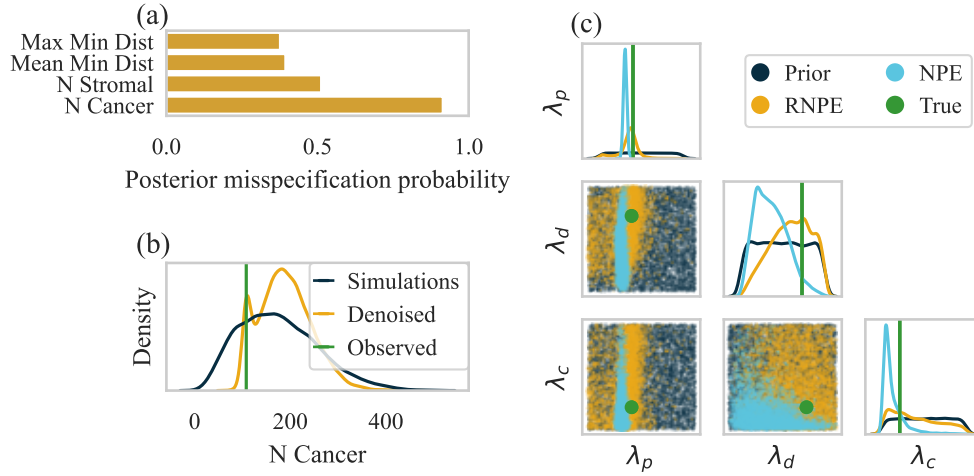 (a)
Max Min Dist
Mean Min Dist
N Stromal
N Cancer
0.0 0.5 1.0
Posterior misspecification probability
(b)
Density
Simulations
Denoised
Observed
0 200 400
N Cancer
(c)
λp
Prior NPE
RNPE True
λd
λc
λp λd λc